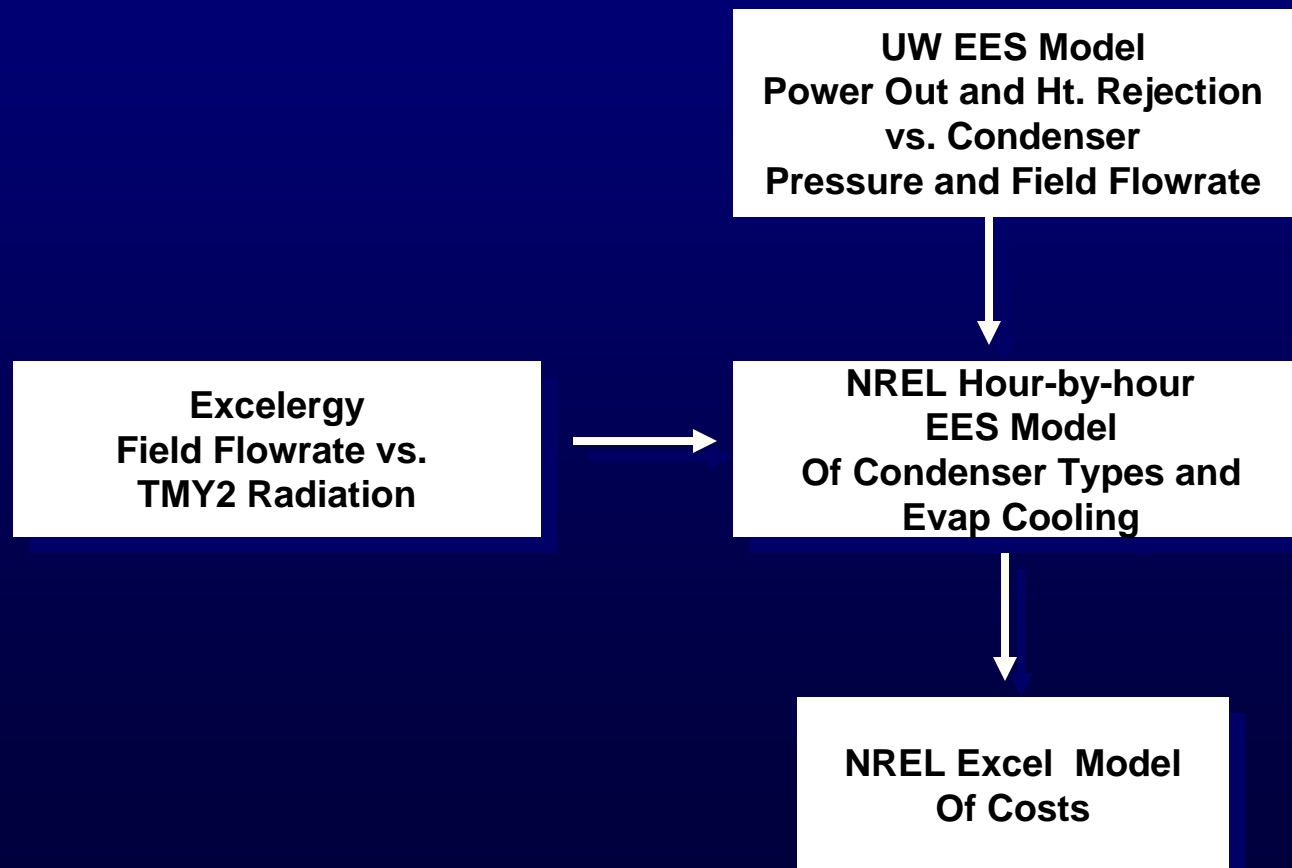 UW EES Model
Power Out and Ht. Rejection
vs. Condenser
Pressure and Field Flowrate
Excelergy
Field Flowrate vs.
TMY2 Radiation
NREL Hour-by-hour
EES Model
Of Condenser Types and
Evap Cooling
NREL Excel Model
Of Costs